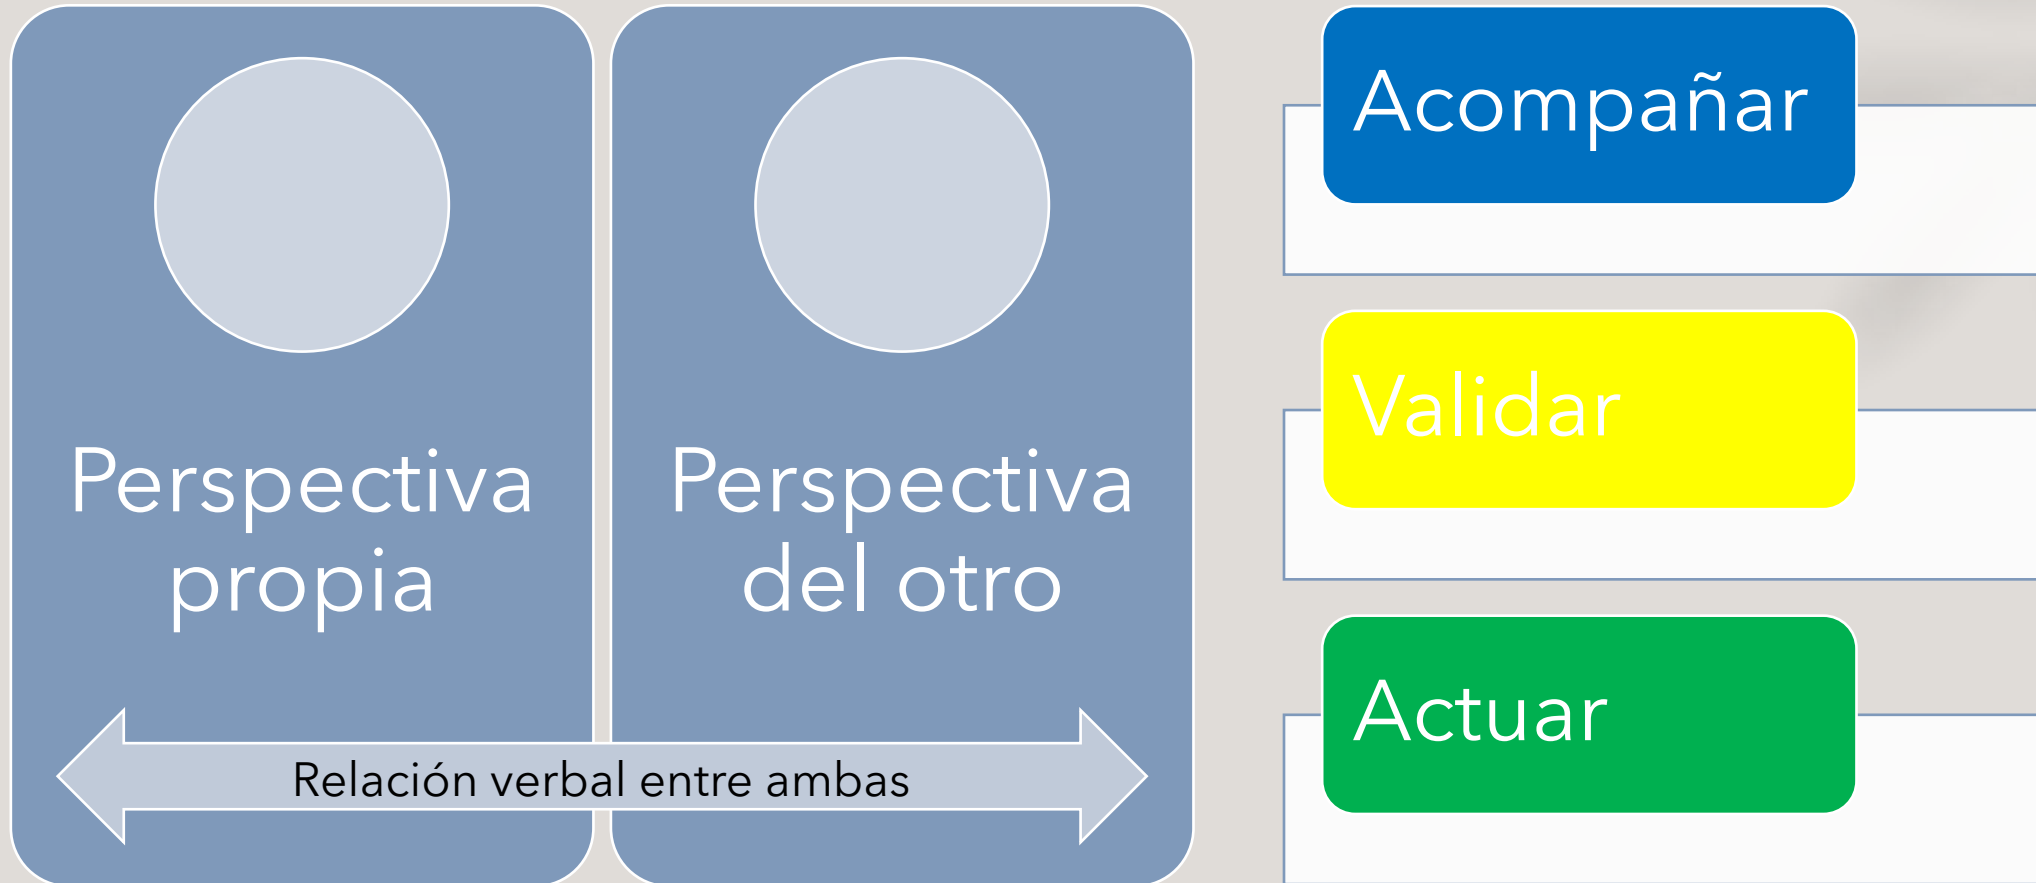 Perspectiva
propia
Perspectiva
del otro
Relación verbal entre ambas
Acompañar
Validar
Actuar